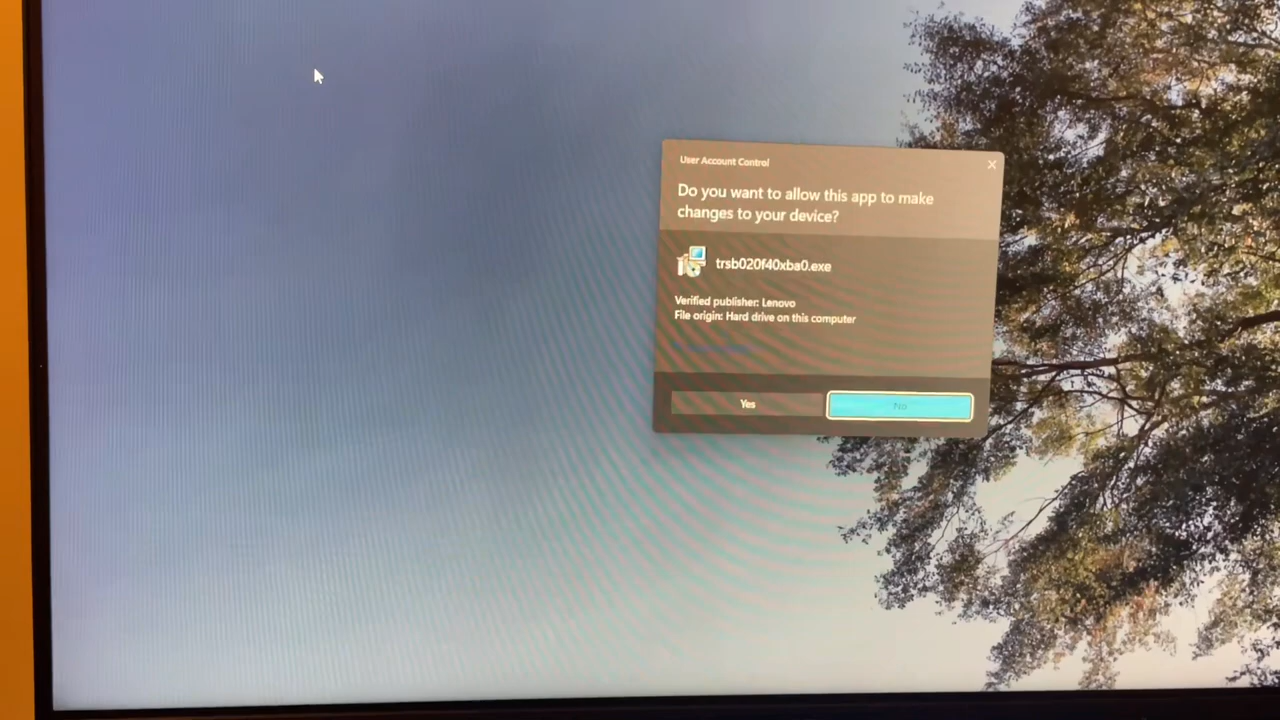 User Account Control
Do you want to allow this app to make
changes to your device?
trsb020f40xba0.exe
Verified publisher: Lenovo
File origin: Hard drive on this computer
Yes
No